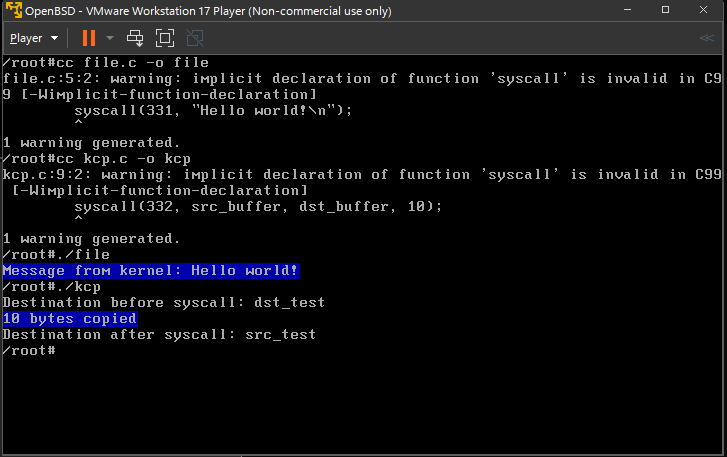 OpenBSD - VMware Workstation 17 Player (Non-commercial use only)
Player
/root#cc file.c -o file
file.c:5:2: warning: implicit declaration of function 'syscall' is invalid in C9
9 [-Wimplicit-function-declaration]
        syscall(331, "Hello world!\n");
        ^
1 warning generated.
/root#cc kcp.c -o kcp
kcp.c:9:2: warning: implicit declaration of function 'syscall' is invalid in C99
 [-Wimplicit-function-declaration]
        syscall(332, src_buffer, dst_buffer, 10);
        ^
1 warning generated.
/root#./file
Message from kernel: Hello world!
/root#./kcp
Destination before syscall: dst_test
10 bytes copied
Destination after syscall: src_test
/root#